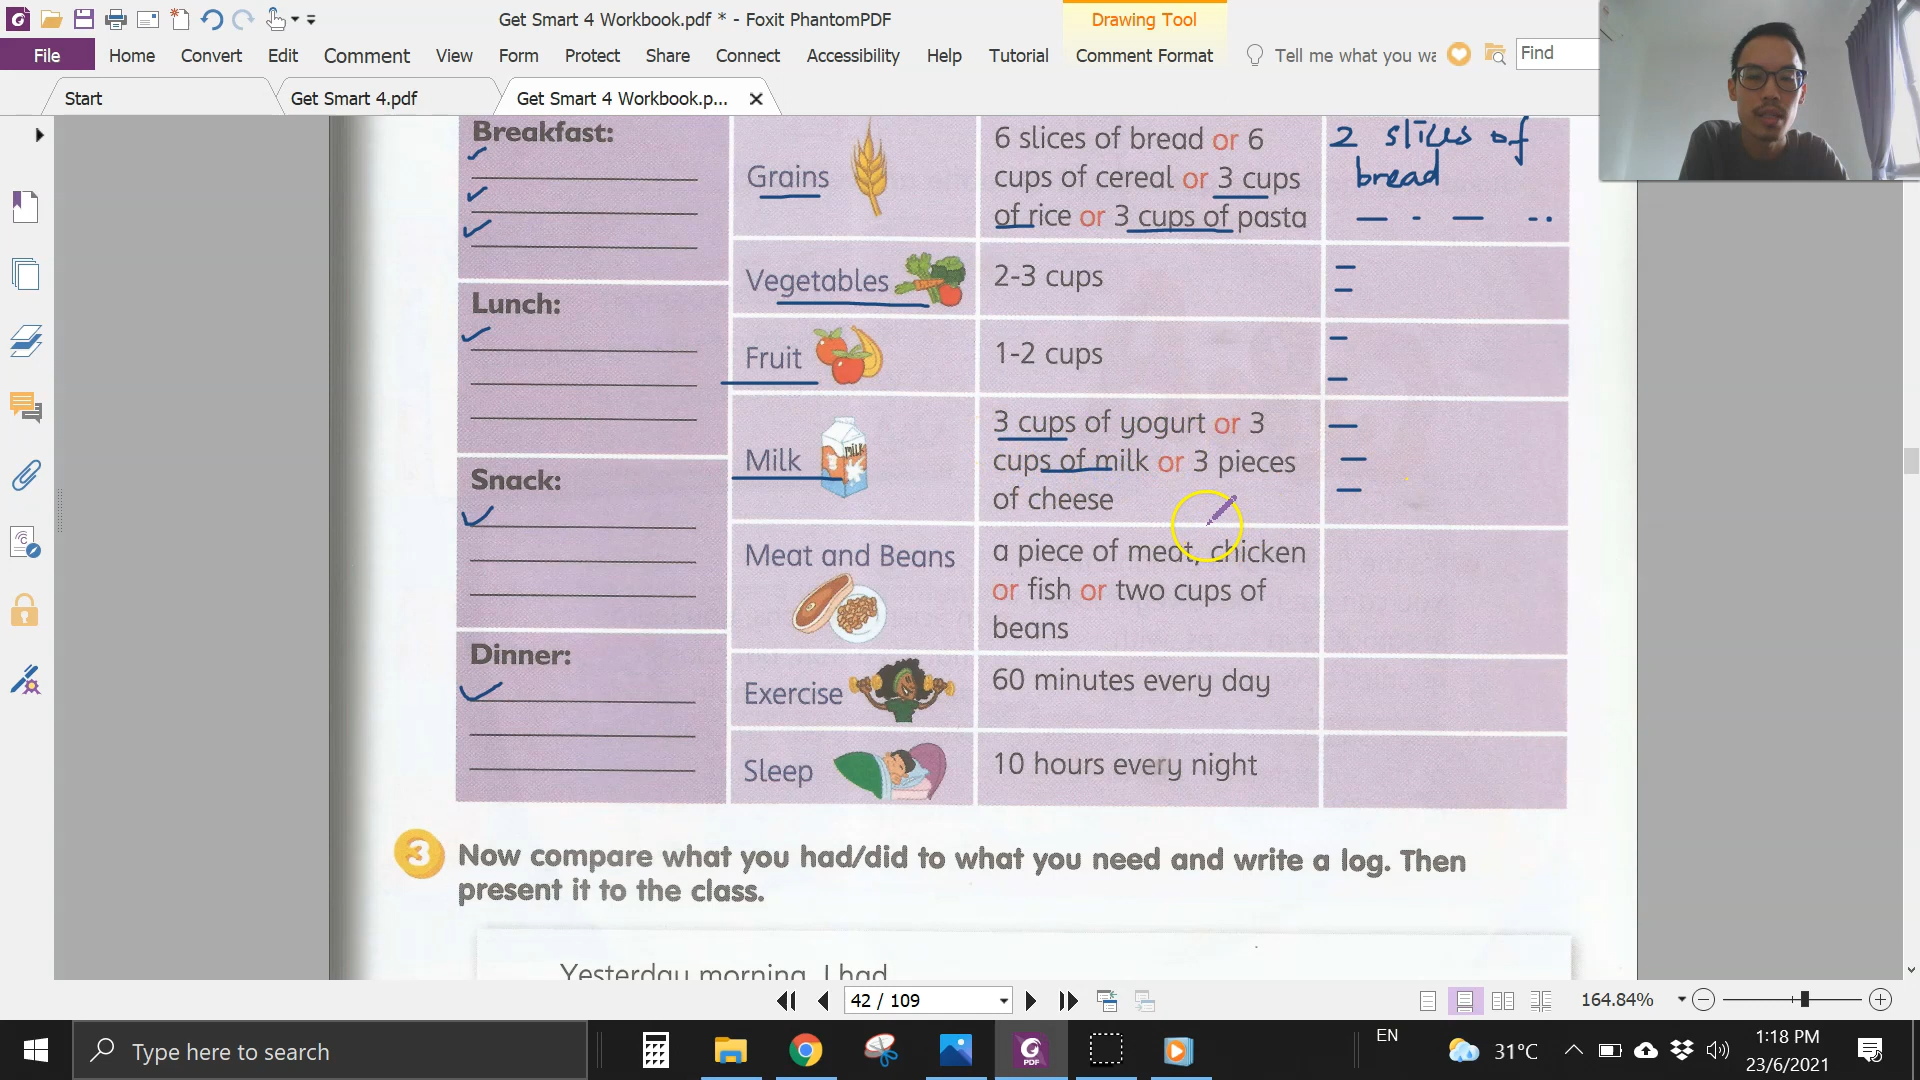 Get Smart 4 Workbook.pdf * - Foxit PhantomPDF
Drawing Tool
File
Home
Convert
Edit
Comment
View
Form
Protect
Share
Connect
Accessibility
Help
Tutorial
Comment Format
Tell me what you wa
Find
Start
Get Smart 4.pdf
Get Smart 4 Workbook.p...
Breakfast:
Lunch:
Snack:
Dinner:
Grains
6 slices of bread or 6
cups of cereal or 3 cups
of rice or 3 cups of pasta
2 slices of
bread
Vegetables
2-3 cups
Fruit
1-2 cups
Milk
3 cups of yogurt or 3
cups of milk or 3 pieces
of cheese
Meat and Beans
a piece of meat, chicken
or fish or two cups of
beans
Exercise
60 minutes every day
Sleep
10 hours every night
3 Now compare what you had/did to what you need and write a log. Then
present it to the class.
Yesterday morning, I had
42 / 109
164.84%
Type here to search
PDF
EN
31°C
1:18 PM
23/6/2021